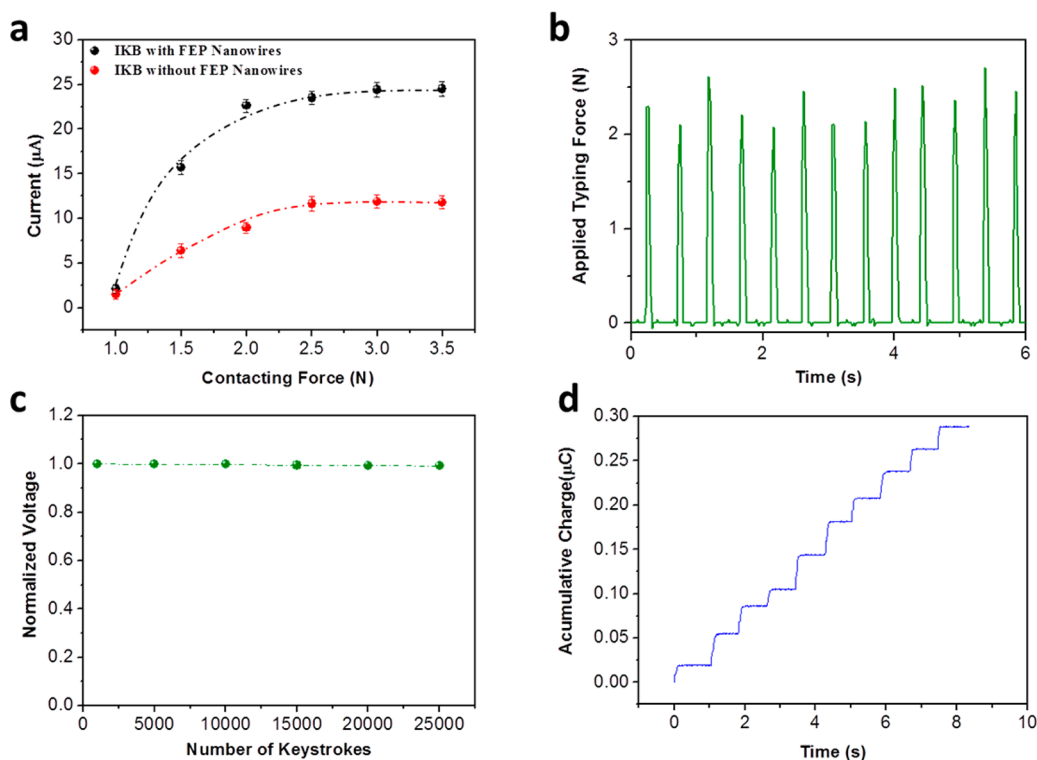 a
30
25
20
15
10
5
0
Current (µA)
IKB with FEP Nanowires
IKB without FEP Nanowires
1.0 1.5 2.0 2.5 3.0 3.5
Contacting Force (N)
b
3
2
1
0
Applied Typing Force (N)
0 2 4 6
Time (s)
c
1.2
1.0
0.8
0.6
0.4
0.2
0.0
Normalized Voltage
0 5000 10000 15000 20000 25000
Number of Keystrokes
d
0.30
0.25
0.20
0.15
0.10
0.05
0.00
Acumulative Charge(µC)
0 2 4 6 8 10
Time (s)